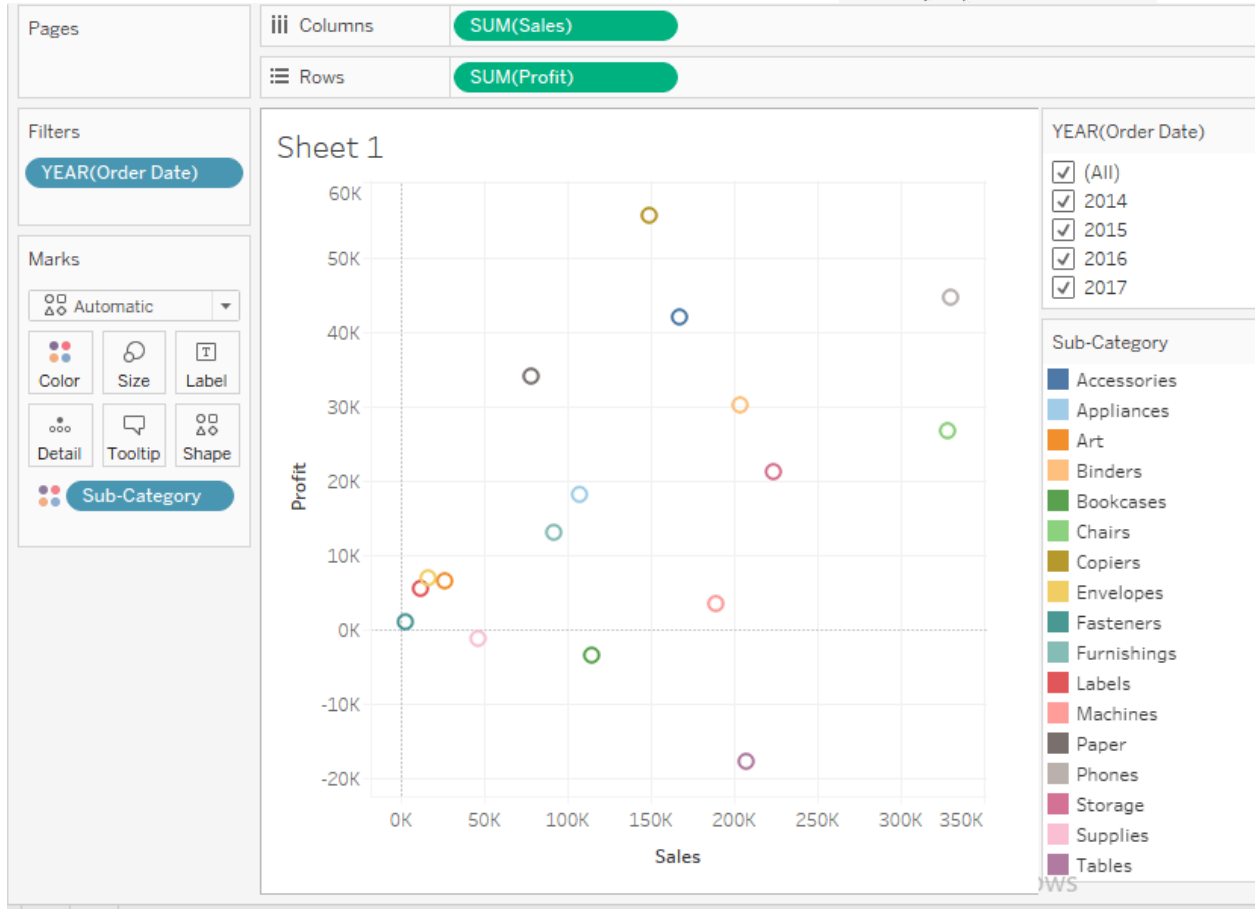 Pages
Columns
SUM(Sales)
Rows
SUM(Profit)
Filters
YEAR(Order Date)
Marks
Automatic
Color
Size
T
Label
Detail
Tooltip
Shape
Sub-Category
Sheet 1
60K
50K
40K
30K
20K
10K
0K
-10K
-20K
Profit
0K
50K
100K
150K
200K
250K
300K
350K
Sales
YEAR(Order Date)
(All)
2014
2015
2016
2017
Sub-Category
Accessories
Appliances
Art
Binders
Bookcases
Chairs
Copiers
Envelopes
Fasteners
Furnishings
Labels
Machines
Paper
Phones
Storage
Supplies
Tables